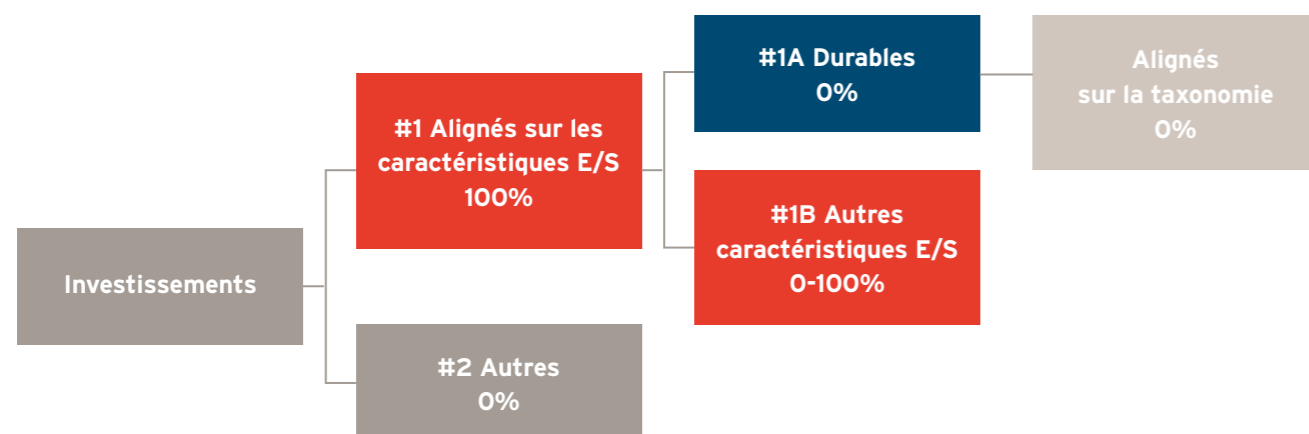 Investissements
#1 Alignés sur les
caractéristiques E/S
100%
#2 Autres
0%
#1A Durables
0%
#1B Autres
caractéristiques E/S
0-100%
Alignés
sur la taxonomie
0%